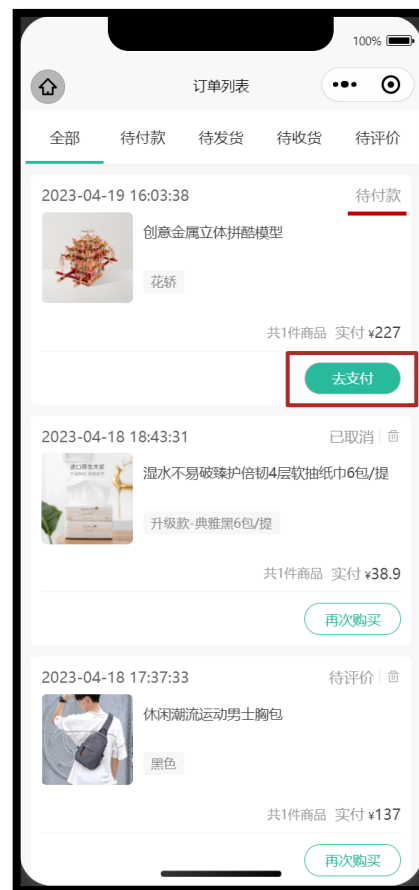 100%
订单列表
全部 待付款 待发货 待收货 待评价
2023-04-19 16:03:38 待付款
创意金属立体拼酷模型
花轿
共1件商品 实付 ¥227
去支付
2023-04-18 18:43:31 已取消
进口原生木浆
湿水不易破臻护倍韧4层软抽纸巾6包/提
升级款-典雅黑6包/提
共1件商品 实付 ¥38.9
再次购买
2023-04-18 17:37:33 待评价
休闲潮流运动男士胸包
黑色
共1件商品 实付 ¥137
再次购买